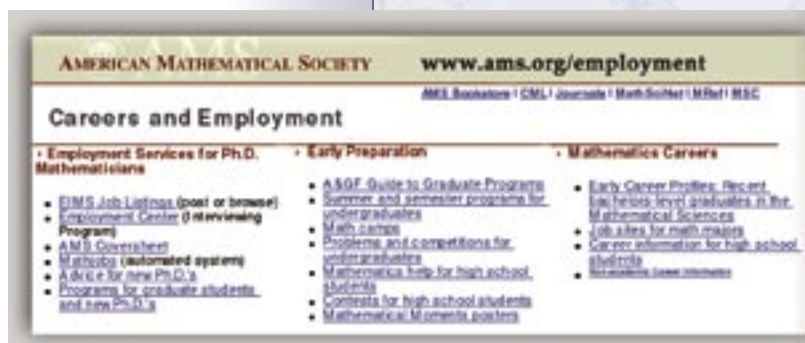 AMERICAN MATHEMATICAL SOCIETY www.ams.org/employment
AMS Bookstore | CML | Journals | MathSciNet | MRef | MSC
Careers and Employment
• Employment Services for Ph.D.
Mathematicians
• EIMS Job Listings (post or browse)
• Employment Center (Interviewing
Program)
• AMS Coversheet
• Mathjobs (automated system)
• Advice for new Ph.D.'s
• Programs for graduate students
and new Ph.D.'s
• Early Preparation
• A&GF Guide to Graduate Programs
• Summer and semester programs for
undergraduates
• Math camps
• Problems and competitions for
undergraduates
• Mathematics help for high school
students
• Contests for high school students
• Mathematical Moments posters
• Mathematics Careers
• Early Career Profiles: Recent
bachelors-level graduates in the
Mathematical Sciences
• Job sites for math majors
• Career information for high school
students